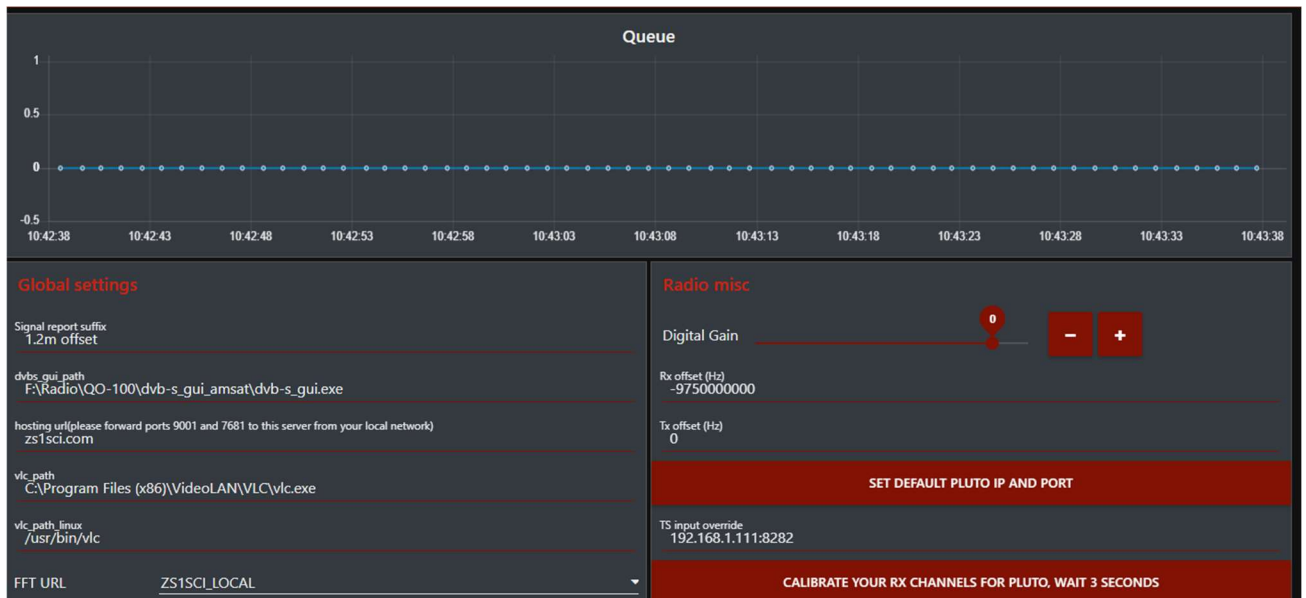 Queue
1
0.5
0
-0.5
10:42:38 10:42:43 10:42:48 10:42:53 10:42:58 10:43:03 10:43:08 10:43:13 10:43:18 10:43:23 10:43:28 10:43:33 10:43:38
Global settings
Signal report suffix
1.2m offset
dvbs_gui_path
F:\Radio\QO-100\dvb-s_gui_amsat\dvb-s_gui.exe
hosting url(please forward ports 9001 and 7681 to this server from your local network)
zs1sci.com
vlc_path
C:\Program Files (x86)\VideoLAN\VLC\vlc.exe
vlc_path_linux
/usr/bin/vlc
FFT URL ZS1SCI_LOCAL
Radio misc
0
Digital Gain - +
Rx offset (Hz)
-9750000000
Tx offset (Hz)
0
SET DEFAULT PLUTO IP AND PORT
TS input override
192.168.1.111:8282
CALIBRATE YOUR RX CHANNELS FOR PLUTO, WAIT 3 SECONDS